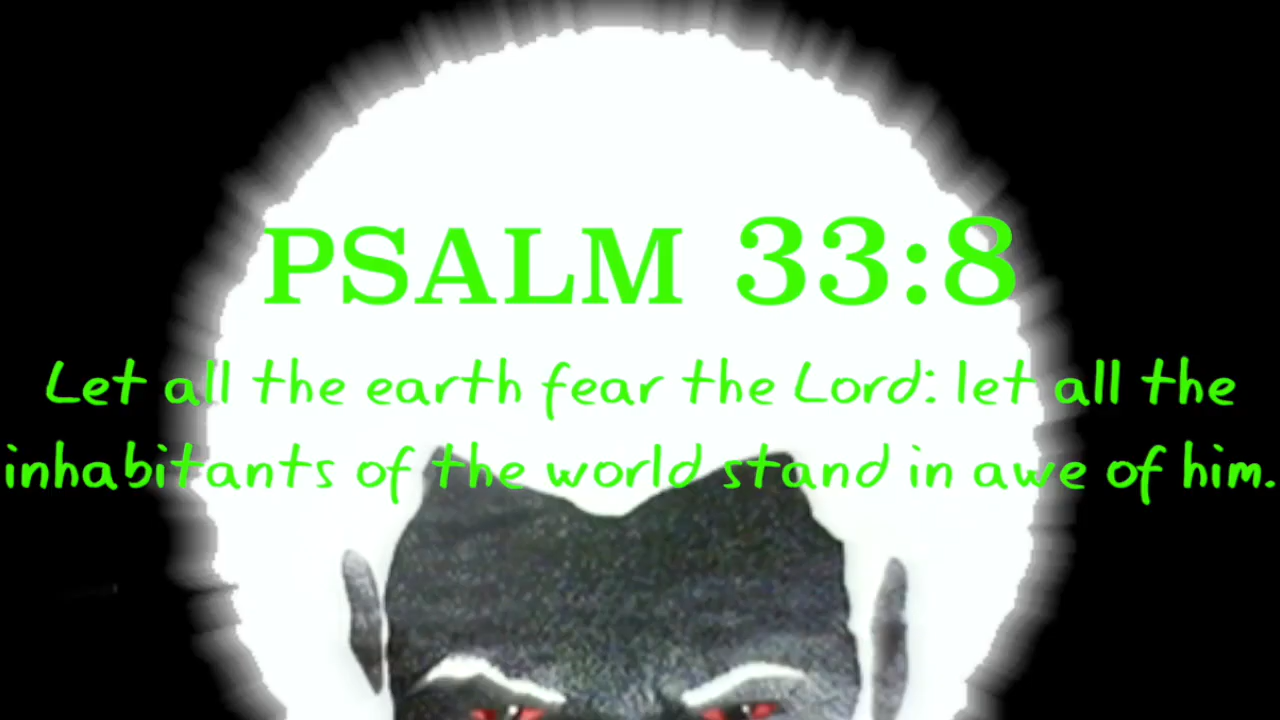 PSALM 33:8
Let all the earth fear the Lord: let all the
inhabitants of the world stand in awe of him.